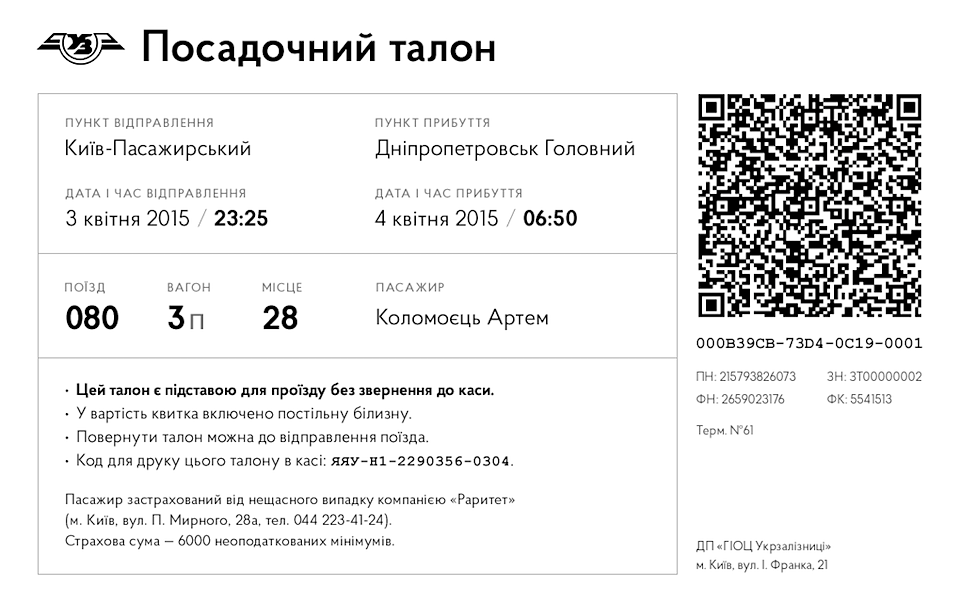 УЗ Посадочний талон
ПУНКТ ВІДПРАВЛЕННЯ
Київ-Пасажирський
ПУНКТ ПРИБУТТЯ
Дніпропетровськ Головний
ДАТА І ЧАС ВІДПРАВЛЕННЯ
3 квітня 2015 / 23:25
ДАТА І ЧАС ПРИБУТТЯ
4 квітня 2015 / 06:50
ПОЇЗД
080
ВАГОН
3 П
МІСЦЕ
28
ПАСАЖИР
Коломоєць Артем
• Цей талон є підставою для проїзду без звернення до каси.
• У вартість квитка включено постільну білизну.
• Повернути талон можна до відправлення поїзда.
• Код для друку цього талону в касі: ЯЯУ-Н1-2290356-0304.
Пасажир застрахований від нещасного випадку компанією «Раритет»
(м. Київ, вул. П. Мирного, 28а, тел. 044 223-41-24).
Страхова сума — 6000 неоподаткованих мінімумів.
000B39CB-73D4-0C19-0001
ПН: 215793826073
ЗН: ЗТ00000002
ФН: 2659023176
ФК: 5541513
Терм. №61
ДП «ГІОЦ Укрзалізниці»
м. Київ, вул. І. Франка, 21